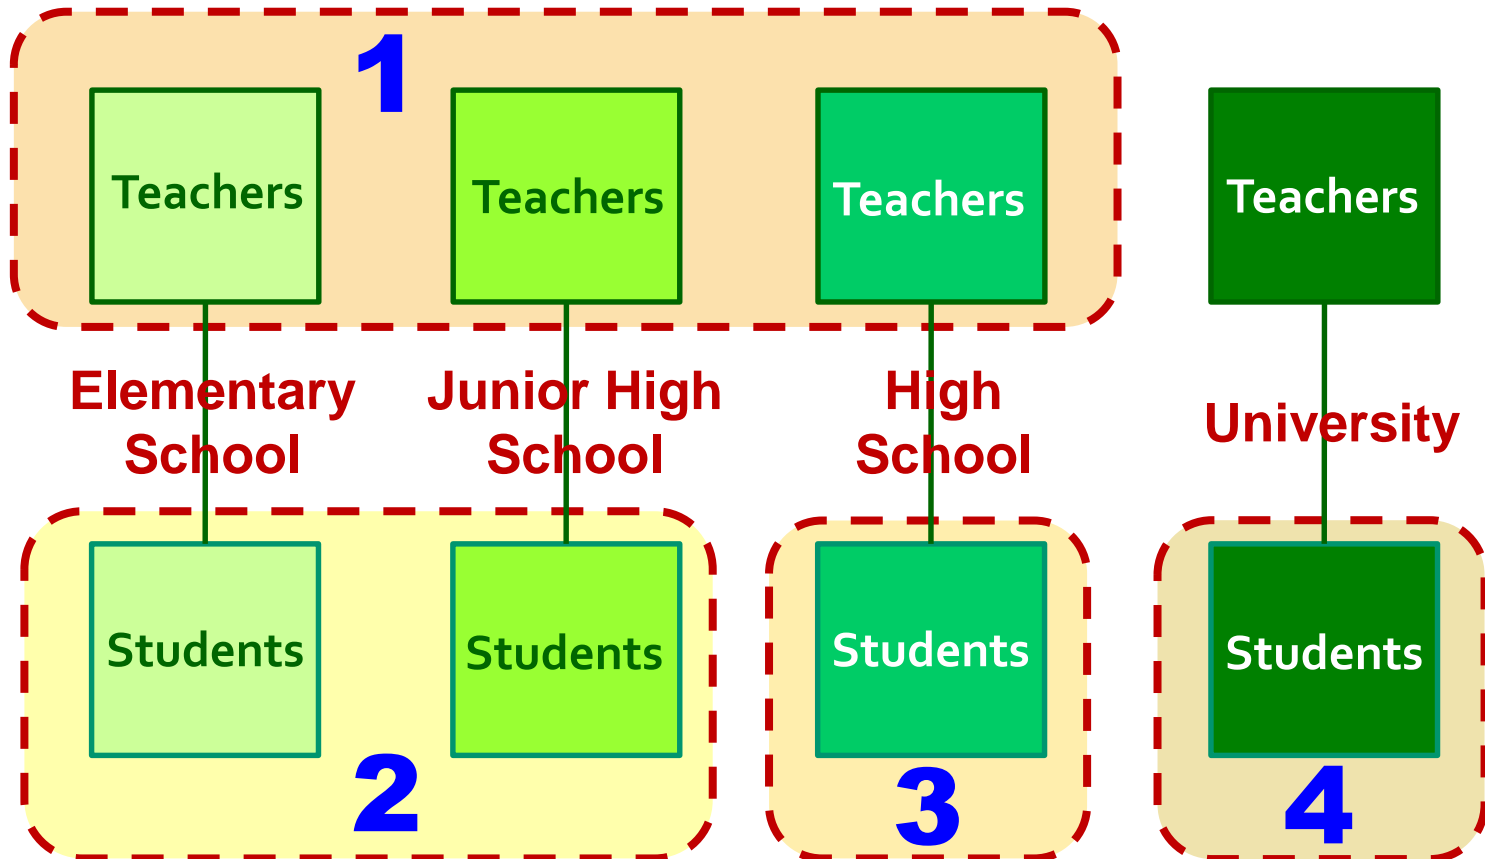 1
Teachers
Teachers
Teachers
Teachers
Elementary
School
Junior High
School
High
School
University
Students
Students
Students
Students
2
3
4